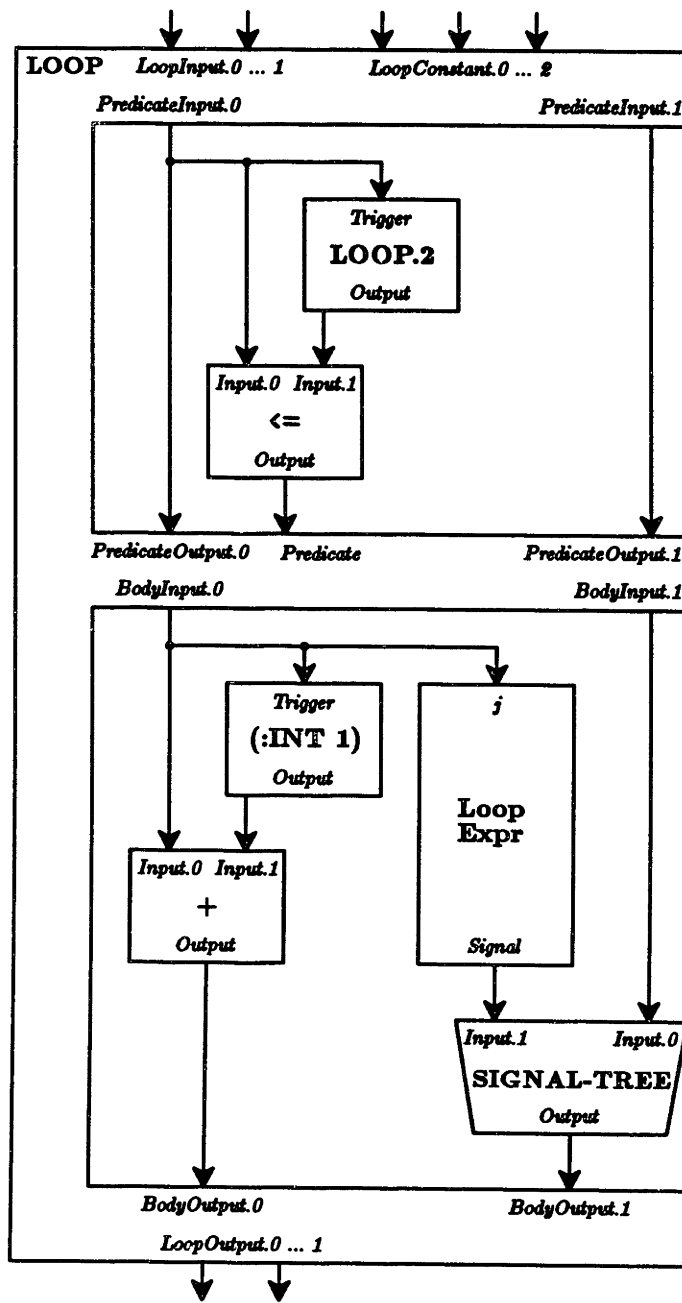 LOOP LoopInput.0 ... 1 LoopConstant.0 ... 2
PredicateInput.0 PredicateInput.1
Trigger
LOOP.2
Output
Input.0 Input.1
<=
Output
PredicateOutput.0 Predicate PredicateOutput.1
BodyInput.0 BodyInput.1
Trigger j
(:INT 1)
Output
Loop
Expr
Input.0 Input.1
+
Output Signal
Input.1 Input.0
SIGNAL-TREE
Output
BodyOutput.0 BodyOutput.1
LoopOutput.0 ... 1